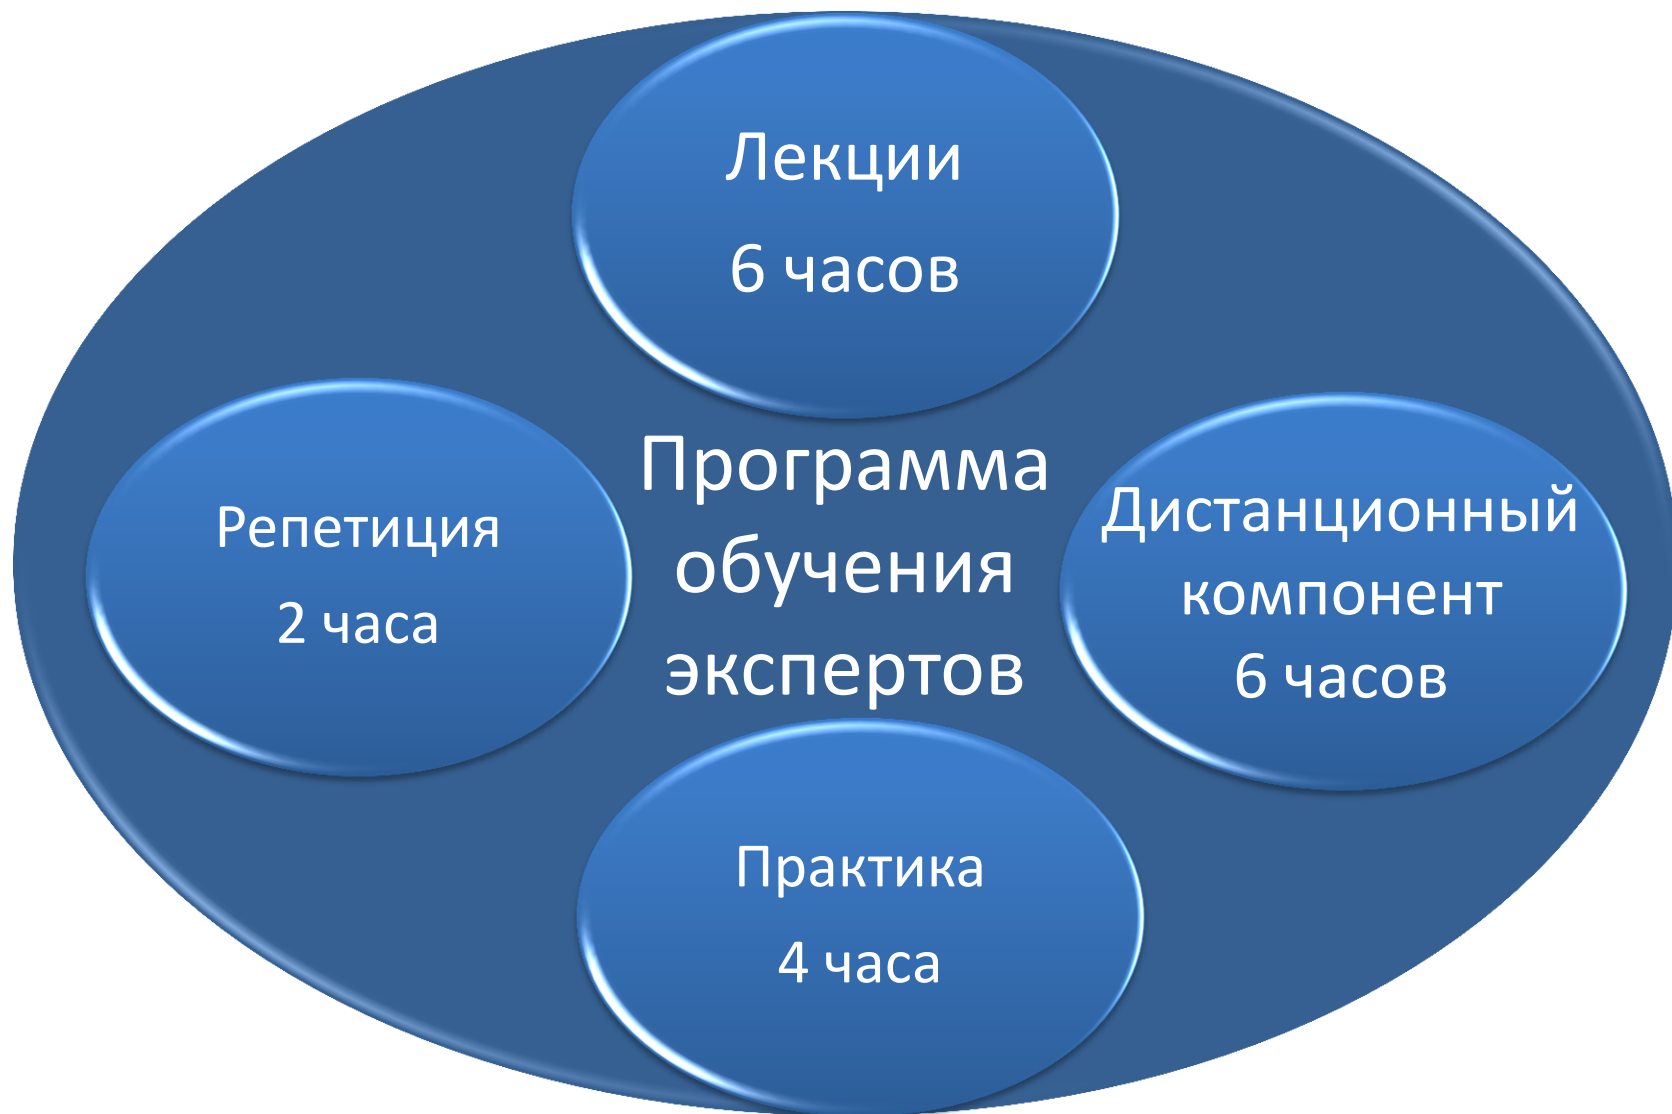 Лекции
6 часов
Программа
обучения
экспертов
Репетиция
2 часа
Дистанционный
компонент
6 часов
Практика
4 часа